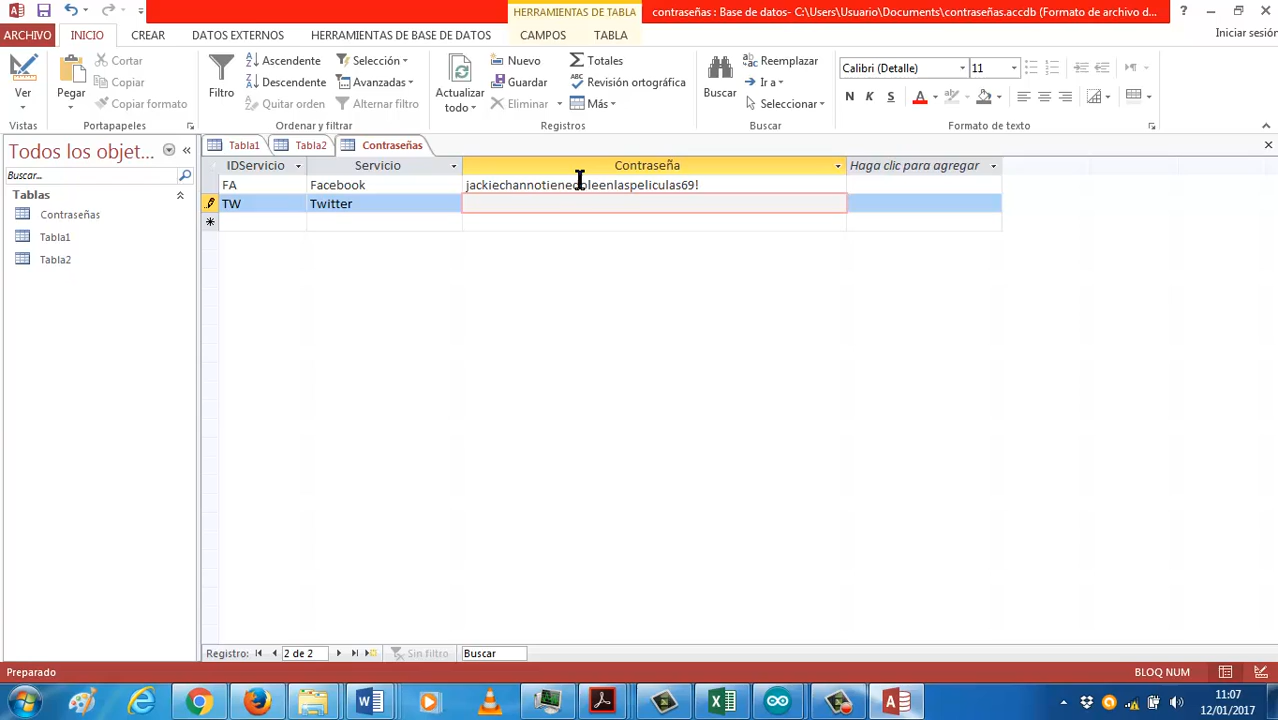 HERRAMIENTAS DE TABLA
contraseñas : Base de datos- C:\Users\Usuario\Documents\contraseñas.accdb (Formato de archivo d...
ARCHIVO INICIO CREAR DATOS EXTERNOS HERRAMIENTAS DE BASE DE DATOS CAMPOS TABLA Iniciar sesión
Ver
Vistas
Pegar
Cortar
Copiar
Copiar formato
Portapapeles
Filtro
Ascendente
Descendente
Quitar orden
Selección
Avanzadas
Alternar filtro
Ordenar y filtrar
Actualizar
todo
Nuevo
Guardar
Eliminar
Totales
Revisión ortográfica
Más
Registros
Buscar
Reemplazar
Ir a
Seleccionar
Buscar
Calibri (Detalle) 11
N K S A
Formato de texto
Todos los objet...
Buscar...
Tablas
Contraseñas
Tabla1
Tabla2
Tabla1 Tabla2 Contraseñas
IDServicio Servicio Contraseña Haga clic para agregar
FA Facebook jackiechannotienedoleenlaspeliculas69!
TW Twitter
Registro: 2 de 2 Sin filtro Buscar
Preparado BLOQ NUM
11:07
12/01/2017